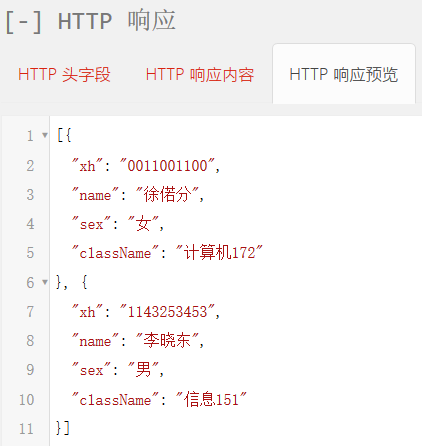 [-] HTTP 响应
HTTP 头字段 HTTP 响应内容 HTTP 响应预览
1 [{
2 "xh": "0011001100",
3 "name": "徐偌分",
4 "sex": "女",
5 "className": "计算机172"
6 }, {
7 "xh": "1143253453",
8 "name": "李晓东",
9 "sex": "男",
10 "className": "信息151"
11 }]